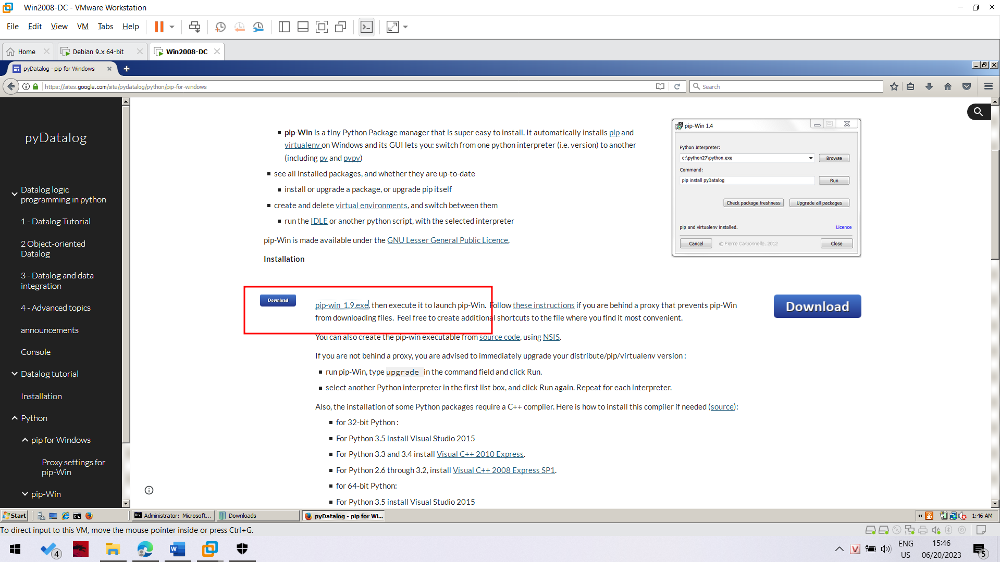 Win2008-DC - VMware Workstation
File Edit View VM Tabs Help
Home Debian 9.x 64-bit Win2008-DC
pyDatalog - pip for Windows
https://sites.google.com/site/pydatalog/python/pip-for-windows
Search
pyDatalog
Datalog logic
programming in python
1 - Datalog Tutorial
2 Object-oriented
Datalog
3 - Datalog and data
integration
4 - Advanced topics
announcements
Console
Datalog tutorial
Installation
Python
pip for Windows
Proxy settings for
pip-Win
pip-Win
pip-Win is a tiny Python Package manager that is super easy to install. It automatically installs pip and
virtualenv on Windows and its GUI lets you: switch from one python interpreter (i.e. version) to another
(including py and pypy)
see all installed packages, and whether they are up-to-date
install or upgrade a package, or upgrade pip itself
create and delete virtual environments, and switch between them
run the IDLE or another python script, with the selected interpreter
pip-Win is made available under the GNU Lesser General Public Licence.
Installation
pip-Win 1.4
Python Interpreter:
c:\python27\python.exe
Browse
Command:
pip install pyDatalog
Run
Check package freshness
Upgrade all packages
pip and virtualenv installed.
Licence
Cancel
© Pierre Carbonnelle, 2012
Close
Download
pip-win_1.9.exe, then execute it to launch pip-Win. Follow these instructions if you are behind a proxy that prevents pip-Win
from downloading files. Feel free to create additional shortcuts to the file where you find it most convenient.
Download
You can also create the pip-win executable from source code, using NSIS.
If you are not behind a proxy, you are advised to immediately upgrade your distribute/pip/virtualenv version :
run pip-Win, type upgrade in the command field and click Run.
select another Python interpreter in the first list box, and click Run again. Repeat for each interpreter.
Also, the installation of some Python packages require a C++ compiler. Here is how to install this compiler if needed (source):
for 32-bit Python :
For Python 3.5 install Visual Studio 2015
For Python 3.3 and 3.4 install Visual C++ 2010 Express.
For Python 2.6 through 3.2, install Visual C++ 2008 Express SP1.
for 64-bit Python:
For Python 3.5 install Visual Studio 2015
Start
Administrator: Microsoft...
Downloads
pyDatalog - pip for Wi...
1:46 AM
To direct input to this VM, move the mouse pointer inside or press Ctrl+G.
4
ENG
US
15:46
06/20/2023
5